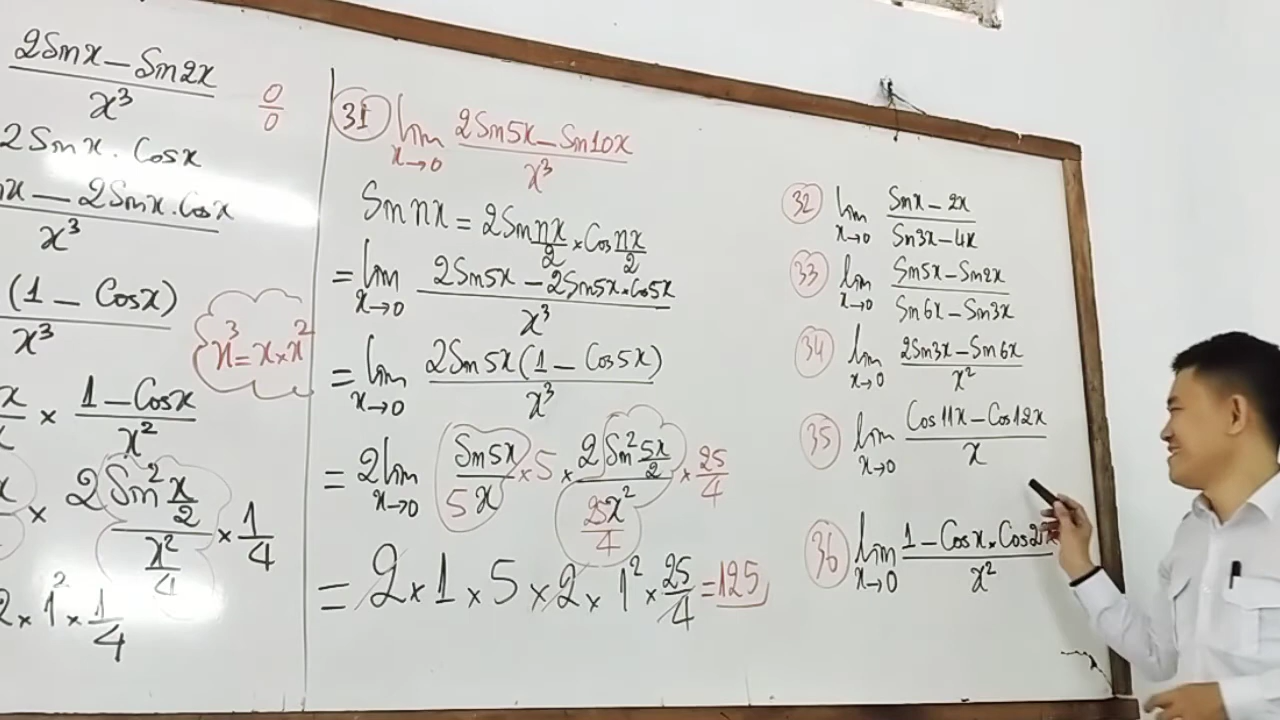 2Sinx − Sin2x / x³
0/0
2Sinx . Cosx
nx − 2Sinx.Cosx / x³
(1 − Cosx) / x³
x³ = x × x²
x/x × 1 − Cosx / x²
x × 2Sin² x/2 / x²/4 × 1/4
2 × 1² × 1/4
31 lim x→0 2Sin5x − Sin10x / x³
Sin nx = 2Sin nx/2 × Cos nx/2
= lim x→0 2Sin5x − 2Sin5x × Cos5x / x³
= lim x→0 2Sin5x (1 − Cos5x) / x³
= 2 lim x→0 Sin5x / 5x × 5 × 2Sin² 5x/2 / 25x²/4 × 25/4
= 2 × 1 × 5 × 2 × 1² × 25/4 = 125
32 lim x→0 Sinx − 2x / Sin3x − 4x
33 lim x→0 Sin5x − Sin2x / Sin6x − Sin3x
34 lim x→0 2Sin3x − Sin6x / x²
35 lim x→0 Cos11x − Cos12x / x
36 lim x→0 1 − Cosx × Cos2x / x²